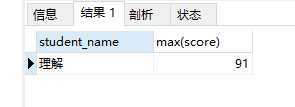 信息 结果 1 剖析 状态
student_name max(score)
理解 91